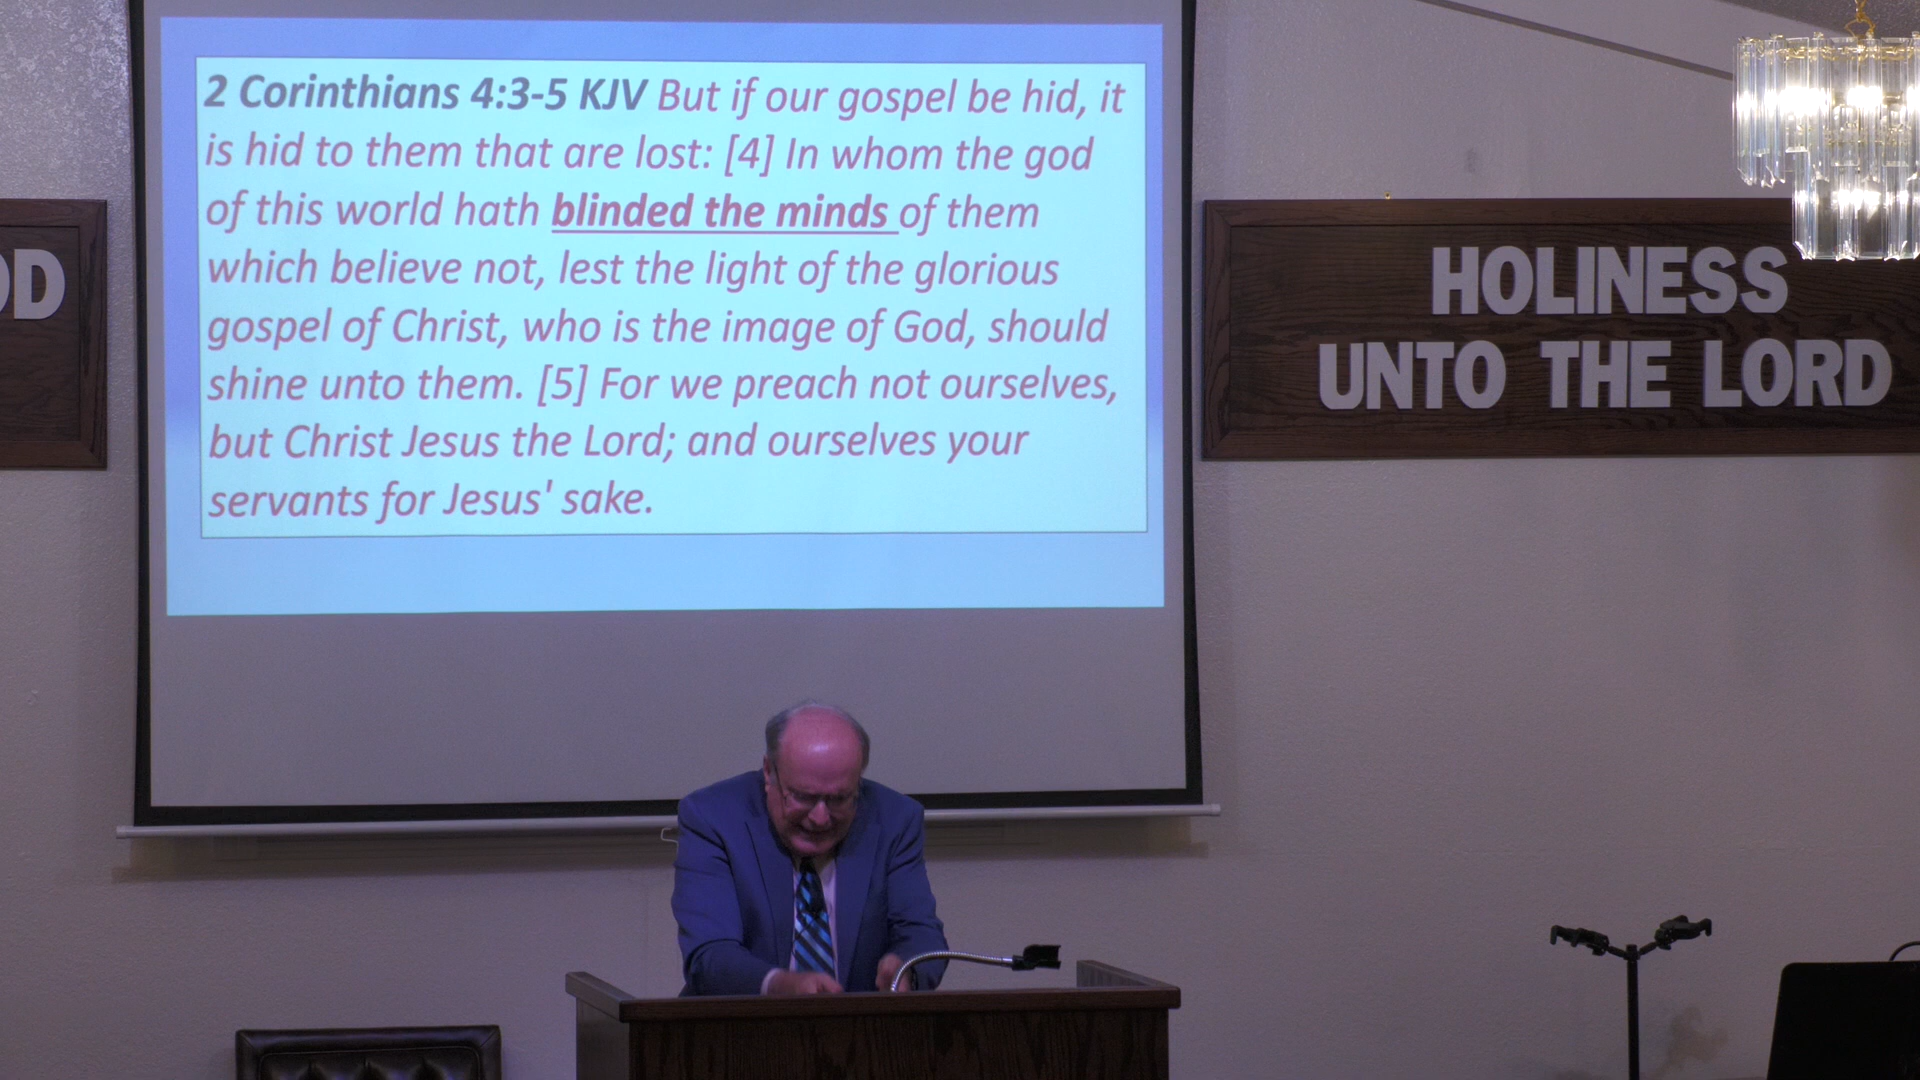 2 Corinthians 4:3-5 KJV But if our gospel be hid, it
is hid to them that are lost: [4] In whom the god
of this world hath blinded the minds of them
which believe not, lest the light of the glorious
gospel of Christ, who is the image of God, should
shine unto them. [5] For we preach not ourselves,
but Christ Jesus the Lord; and ourselves your
servants for Jesus' sake.
HOLINESS
UNTO THE LORD